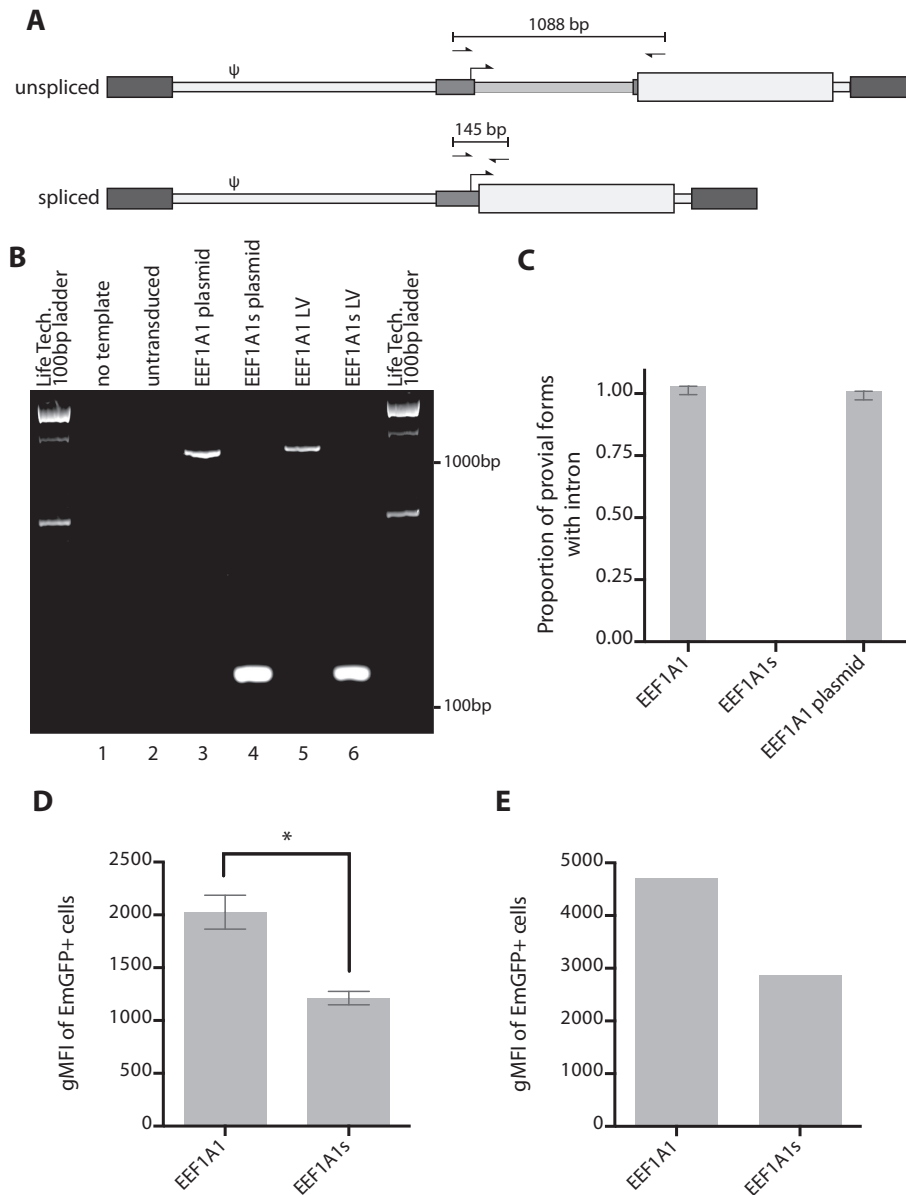 A
1088 bp
ψ
unspliced
145 bp
ψ
spliced
B
Life Tech.
100bp ladder
no template
untransduced
EEF1A1 plasmid
EEF1A1s plasmid
EEF1A1 LV
EEF1A1s LV
Life Tech.
100bp ladder
1000bp
100bp
1 2 3 4 5 6
C
Proportion of provial forms
with intron
1.00
0.75
0.50
0.25
0.00
EEF1A1
EEF1A1s
EEF1A1 plasmid
D
*
gMFI of EmGFP+ cells
2500
2000
1500
1000
500
0
EEF1A1
EEF1A1s
E
gMFI of EmGFP+ cells
5000
4000
3000
2000
1000
0
EEF1A1
EEF1A1s